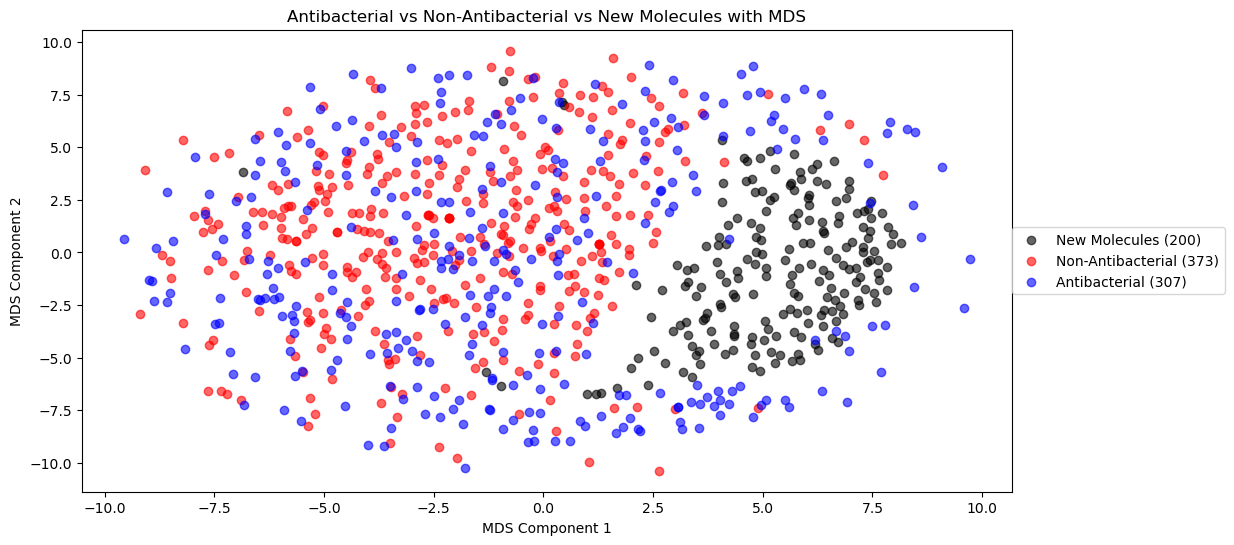 Antibacterial vs Non-Antibacterial vs New Molecules with MDS
10.0
7.5
5.0
2.5
0.0
−2.5
−5.0
−7.5
−10.0
MDS Component 2
New Molecules (200)
Non-Antibacterial (373)
Antibacterial (307)
−10.0 −7.5 −5.0 −2.5 0.0 2.5 5.0 7.5 10.0
MDS Component 1